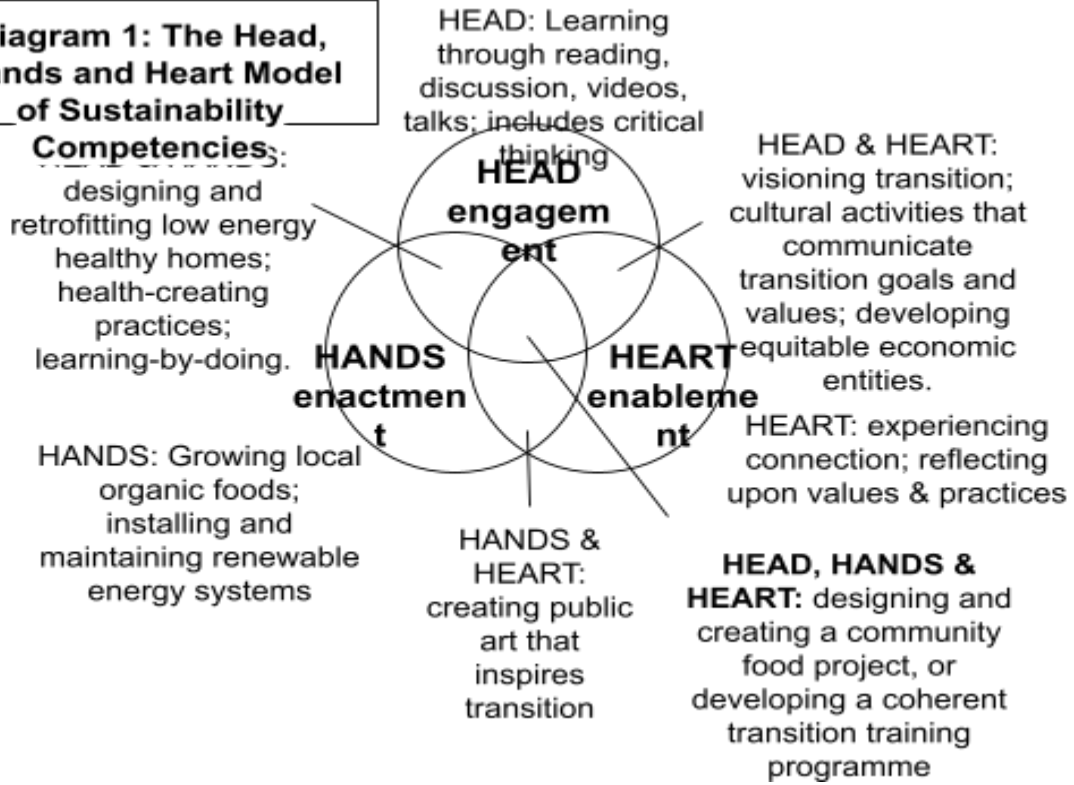 iagram 1: The Head,
nds and Heart Model
of Sustainability
Competencies
designing and
retrofitting low energy
healthy homes;
health-creating
practices;
learning-by-doing.
HEAD: Learning
through reading,
discussion, videos,
talks; includes critical
thinking
HEAD
engagem
ent
HEAD & HEART:
visioning transition;
cultural activities that
communicate
transition goals and
values; developing
equitable economic
entities.
HANDS
enactmen
t
HEART
enableme
nt
HEART: experiencing
connection; reflecting
upon values & practices
HANDS: Growing local
organic foods;
installing and
maintaining renewable
energy systems
HANDS &
HEART:
creating public
art that
inspires
transition
HEAD, HANDS &
HEART: designing and
creating a community
food project, or
developing a coherent
transition training
programme